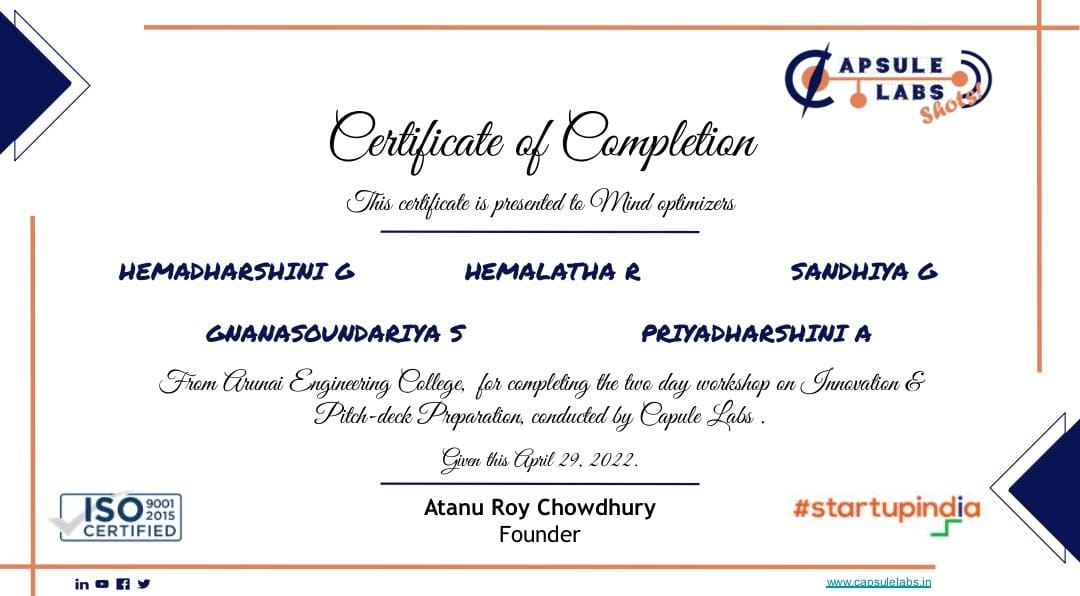 CAPSULE
LABS
Shots!
Certificate of Completion
This certificate is presented to Mind optimizers
HEMADHARSHINI G HEMALATHA R SANDHIYA G
GNANASOUNDARIYA S PRIYADHARSHINI A
From Arunai Engineering College, for completing the two day workshop on Innovation &
Pitch-deck Preparation, conducted by Capule Labs .
Given this April 29, 2022.
Atanu Roy Chowdhury
Founder
ISO 9001
2015
CERTIFIED
#startupindia
www.capsulelabs.in